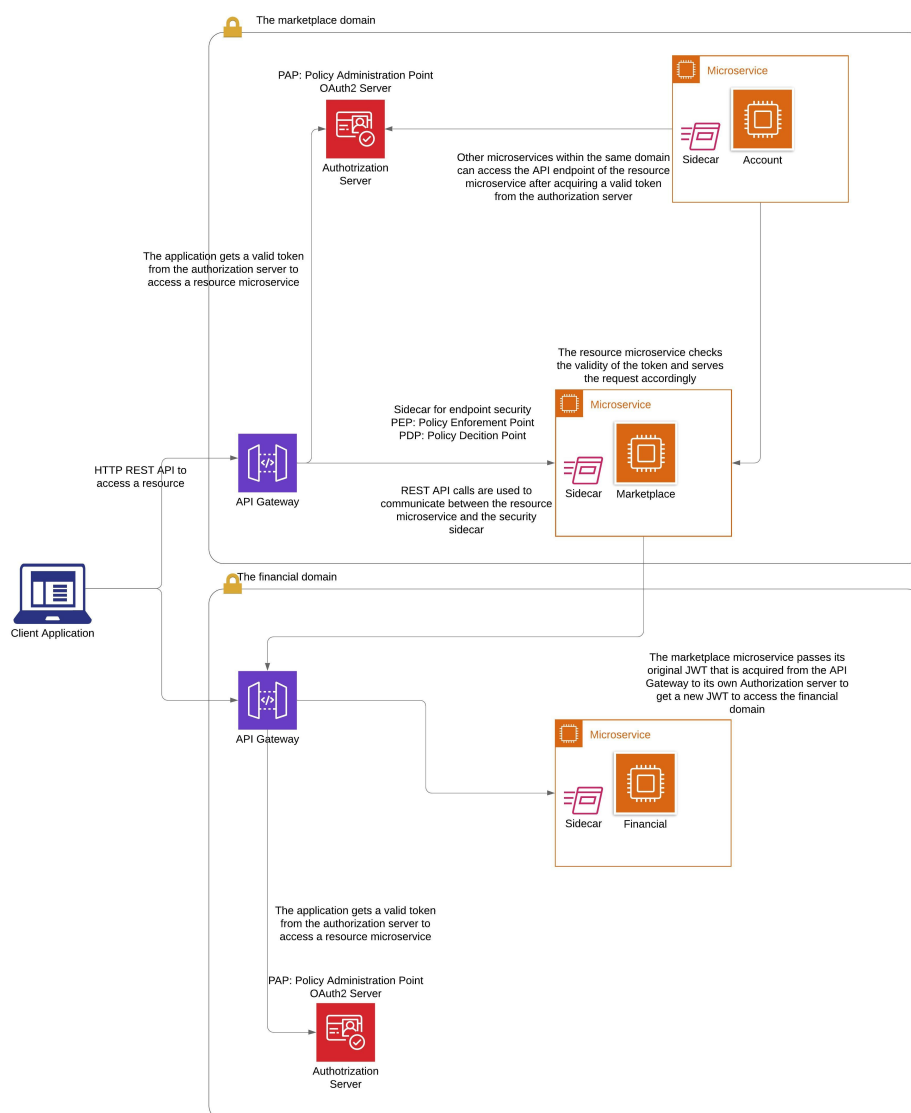 The marketplace domain
PAP: Policy Administration Point
OAuth2 Server
Authotrization
Server
Microservice
Sidecar
Account
Other microservices within the same domain
can access the API endpoint of the resource
microservice after acquiring a valid token
from the authorization server
The application gets a valid token
from the authorization server to
access a resource microservice
The resource microservice checks
the validity of the token and serves
the request accordingly
Microservice
Sidecar
Marketplace
Sidecar for endpoint security
PEP: Policy Enforement Point
PDP: Policy Decition Point
HTTP REST API to
access a resource
API Gateway
REST API calls are used to
communicate between the resource
microservice and the security
sidecar
The financial domain
Client Application
The marketplace microservice passes its
original JWT that is acquired from the API
Gateway to its own Authorization server to
get a new JWT to access the financial
domain
API Gateway
Microservice
Sidecar
Financial
The application gets a valid token
from the authorization server to
access a resource microservice
PAP: Policy Administration Point
OAuth2 Server
Authotrization
Server